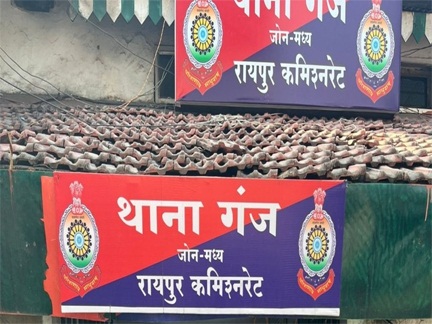 थाना गंज
जोन-मध्य
रायपुर कमिश्नरेट
थाना गंज
जोन-मध्य
रायपुर कमिश्नरेट